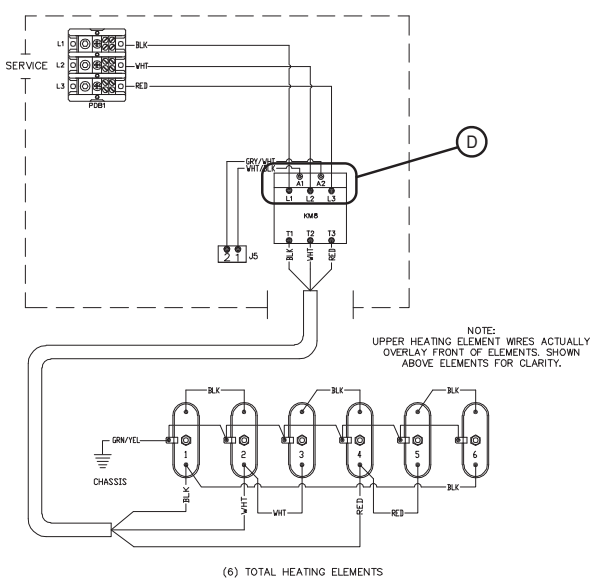 L1
BLK
SERVICE
L2
WHT
L3
RED
PDB1
D
GRY/WHT
WHT/BLK
A1 A2
L1 L2 L3
KM8
T1 T2 T3
2 1 J5
BLK
WHT
RED
NOTE:
UPPER HEATING ELEMENT WIRES ACTUALLY
OVERLAY FRONT OF ELEMENTS. SHOWN
ABOVE ELEMENTS FOR CLARITY.
BLK BLK BLK
GRN/YEL
1 2 3 4 5 6
CHASSIS
BLK
BLK
WHT
WHT
RED
RED
(6) TOTAL HEATING ELEMENTS